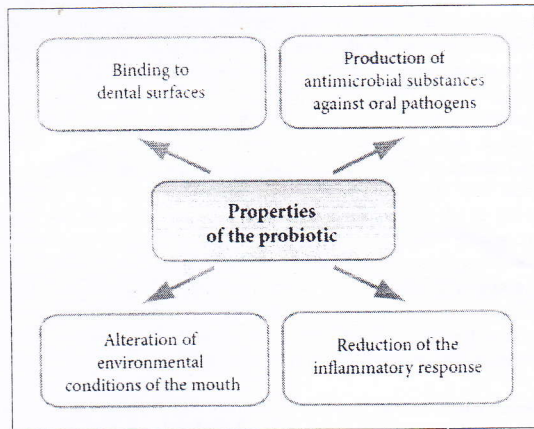 Binding to
dental surfaces
Production of
antimicrobial substances
against oral pathogens
Properties
of the probiotic
Alteration of
environmental
conditions of the mouth
Reduction of the
inflammatory response